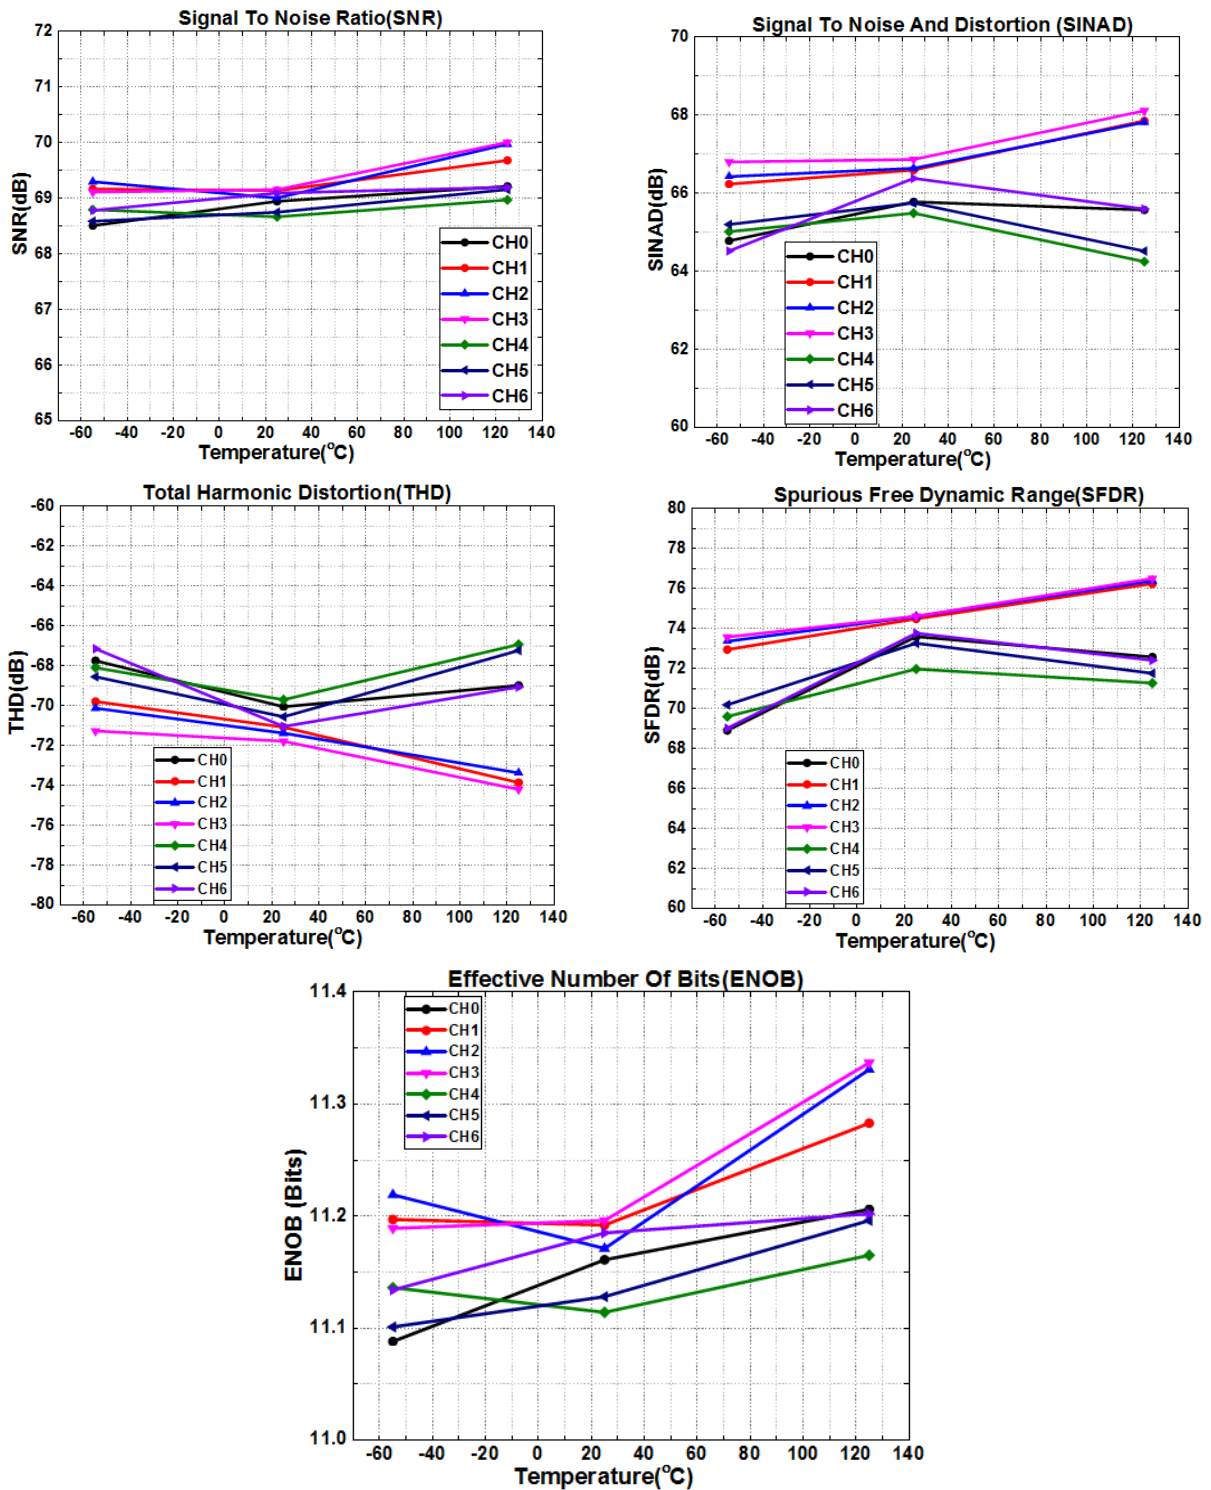 Signal To Noise Ratio(SNR)
72
71
70
69
68
67
66
65
SNR(dB)
CH0
CH1
CH2
CH3
CH4
CH5
CH6
-60 -40 -20 0 20 40 60 80 100 120 140
Temperature(°C)
Signal To Noise And Distortion (SINAD)
70
68
66
64
62
60
SINAD(dB)
CH0
CH1
CH2
CH3
CH4
CH5
CH6
-60 -40 -20 0 20 40 60 80 100 120 140
Temperature(°C)
Total Harmonic Distortion(THD)
-60
-62
-64
-66
-68
-70
-72
-74
-76
-78
-80
THD(dB)
CH0
CH1
CH2
CH3
CH4
CH5
CH6
-60 -40 -20 0 20 40 60 80 100 120 140
Temperature(°C)
Spurious Free Dynamic Range(SFDR)
80
78
76
74
72
70
68
66
64
62
60
SFDR(dB)
CH0
CH1
CH2
CH3
CH4
CH5
CH6
-60 -40 -20 0 20 40 60 80 100 120 140
Temperature(°C)
Effective Number Of Bits(ENOB)
11.4
11.3
11.2
11.1
11.0
ENOB (Bits)
CH0
CH1
CH2
CH3
CH4
CH5
CH6
-60 -40 -20 0 20 40 60 80 100 120 140
Temperature(°C)